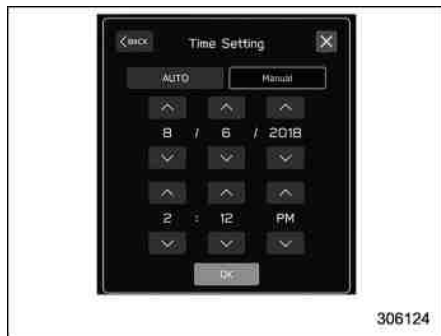 BACK Time Setting X
AUTO Manual
8 / 6 / 2018
2 : 12 PM
OK
306124